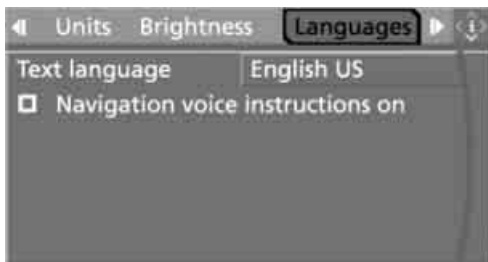 Units Brightness Languages
Text language English US
Navigation voice instructions on